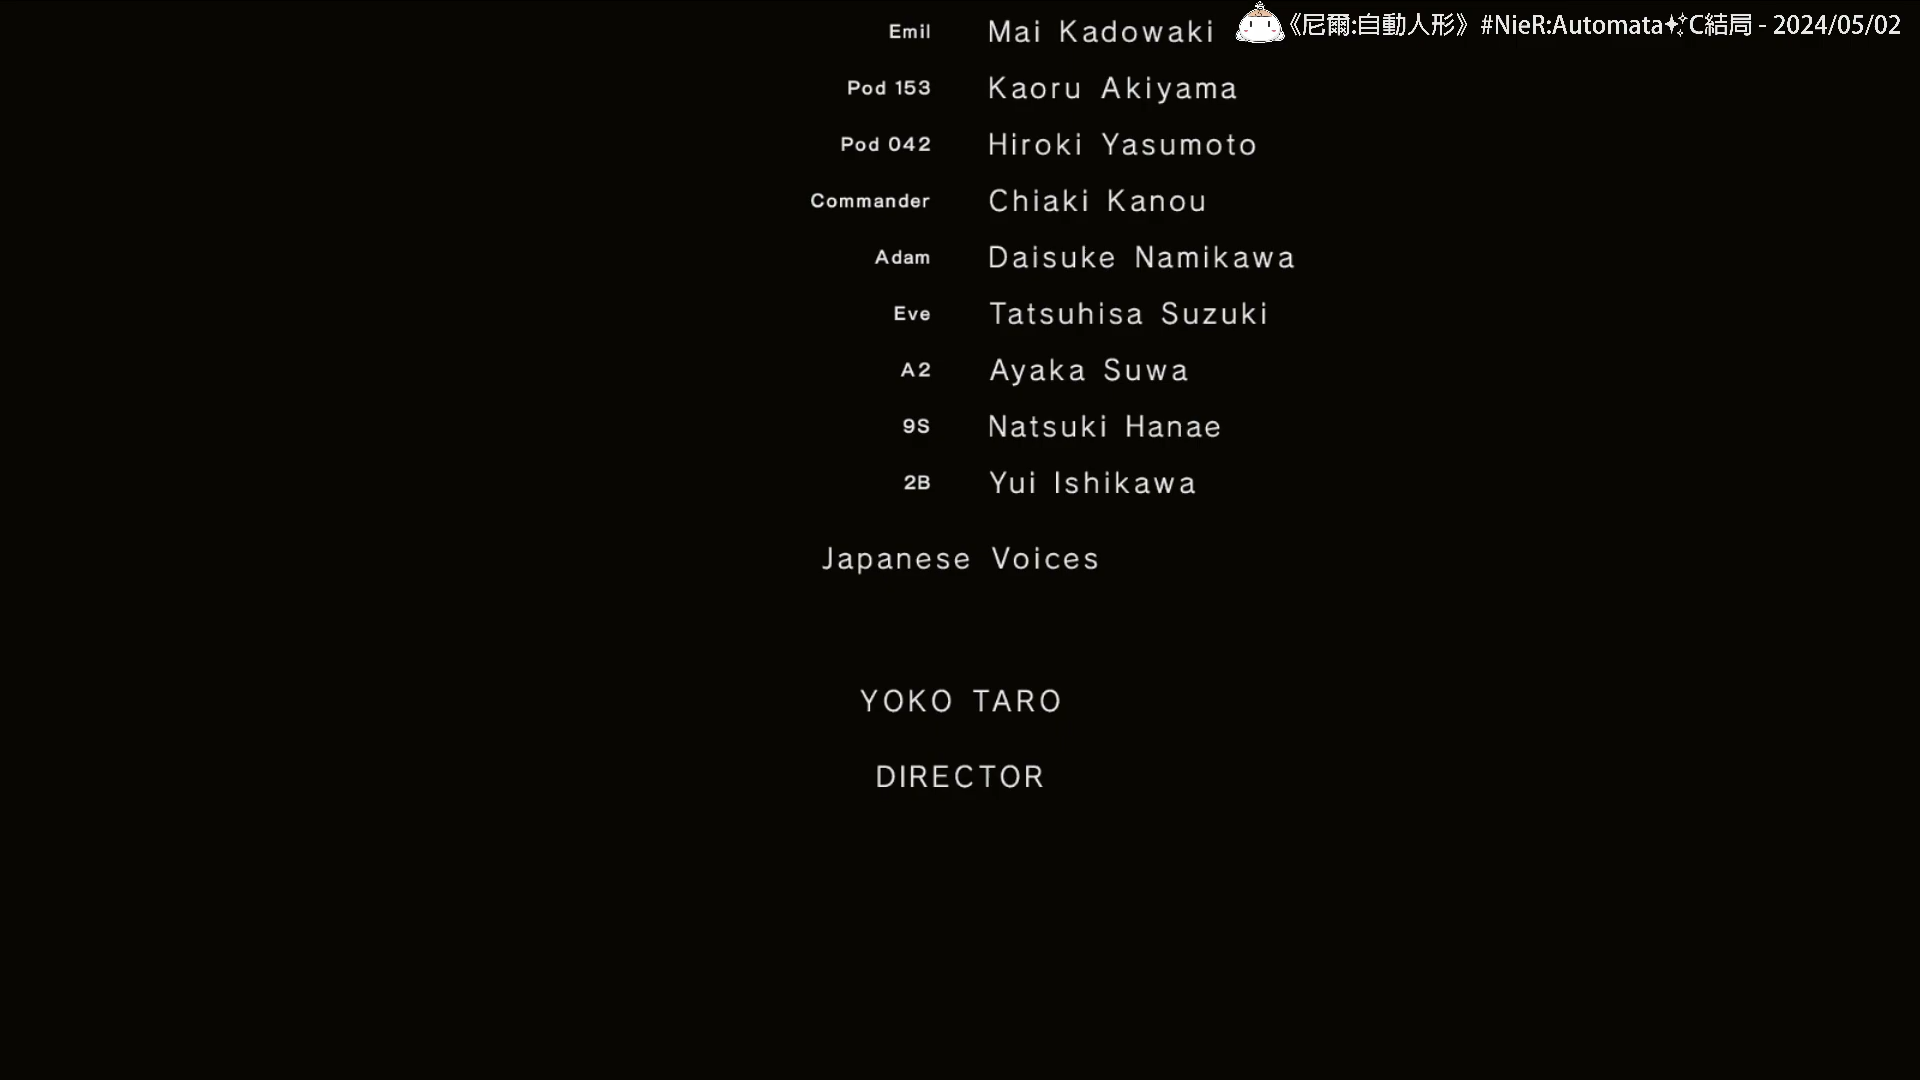 《尼爾:自動人形》#NieR:Automata✨C結局 - 2024/05/02
Emil Mai Kadowaki
Pod 153 Kaoru Akiyama
Pod 042 Hiroki Yasumoto
Commander Chiaki Kanou
Adam Daisuke Namikawa
Eve Tatsuhisa Suzuki
A2 Ayaka Suwa
9S Natsuki Hanae
2B Yui Ishikawa
Japanese Voices
YOKO TARO
DIRECTOR